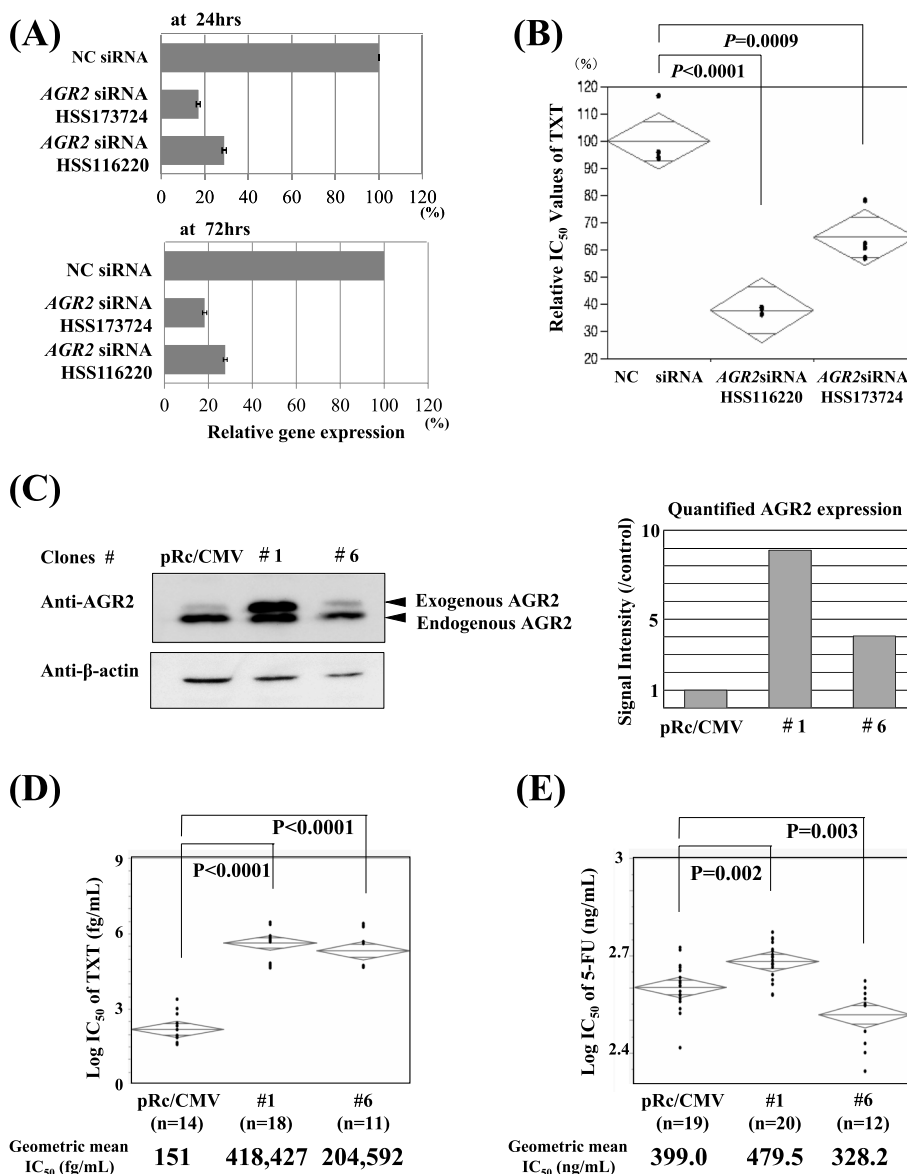 (A)
at 24hrs
NC siRNA
AGR2 siRNA
HSS173724
AGR2 siRNA
HSS116220
0 20 40 60 80 100 120
(%)
at 72hrs
NC siRNA
AGR2 siRNA
HSS173724
AGR2 siRNA
HSS116220
0 20 40 60 80 100 120
(%)
Relative gene expression
(B)
P=0.0009
P<0.0001
(%)
120
110
100
90
80
70
60
50
40
30
20
Relative IC50 Values of TXT
NC siRNA
AGR2siRNA
HSS116220
AGR2siRNA
HSS173724
(C)
Clones # pRc/CMV # 1 # 6
Anti-AGR2
Exogenous AGR2
Endogenous AGR2
Anti-β-actin
Quantified AGR2 expression
10
5
1
Signal Intensity (/control)
pRc/CMV # 1 # 6
(D)
P<0.0001
P<0.0001
9
6
3
0
Log IC50 of TXT (fg/mL)
pRc/CMV #1 #6
(n=14) (n=18) (n=11)
Geometric mean
IC50 (fg/mL)
151 418,427 204,592
(E)
P=0.003
P=0.002
3
2.7
2.4
Log IC50 of 5-FU (ng/mL)
pRc/CMV #1 #6
(n=19) (n=20) (n=12)
Geometric mean
IC50 (ng/mL)
399.0 479.5 328.2